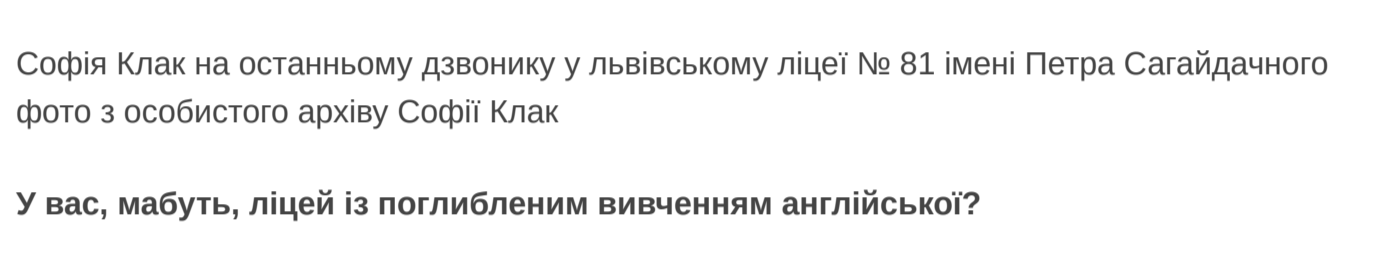 Софія Клак на останньому дзвонику у львівському ліцеї № 81 імені Петра Сагайдачного
фото з особистого архіву Софії Клак
У вас, мабуть, ліцей із поглибленим вивченням англійської?